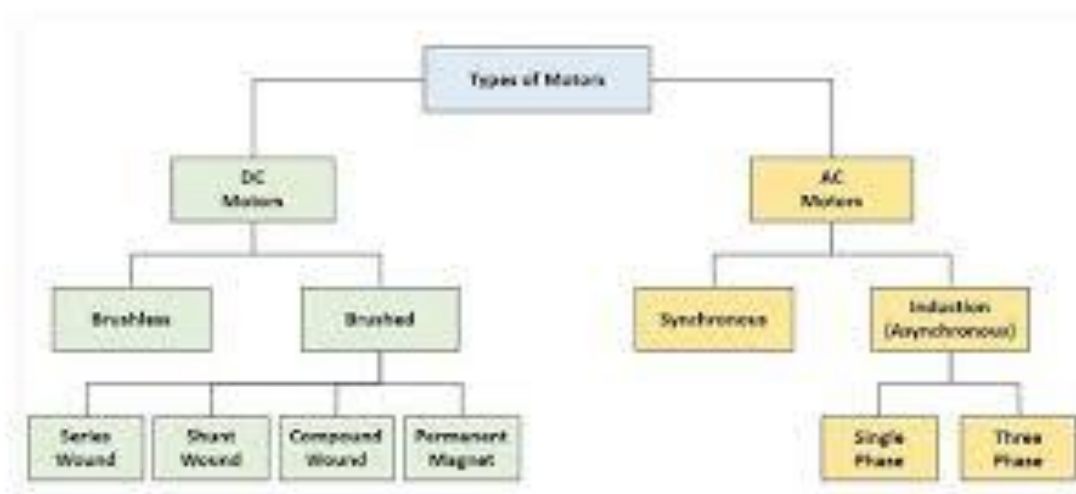 Types of Motors
DC
Motors
AC
Motors
Brushless
Brushed
Synchronous
Induction
(Asynchronous)
Series
Wound
Shunt
Wound
Compound
Wound
Permanent
Magnet
Single
Phase
Three
Phase